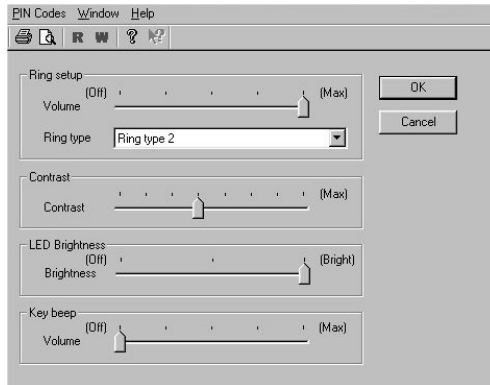 PIN Codes Window Help
R W ? ?
Ring setup
(Off) (Max)
Volume
OK
Ring type Ring type 2
Cancel
Contrast
(Max)
Contrast
LED Brightness
(Off) (Bright)
Brightness
Key beep
(Off) (Max)
Volume